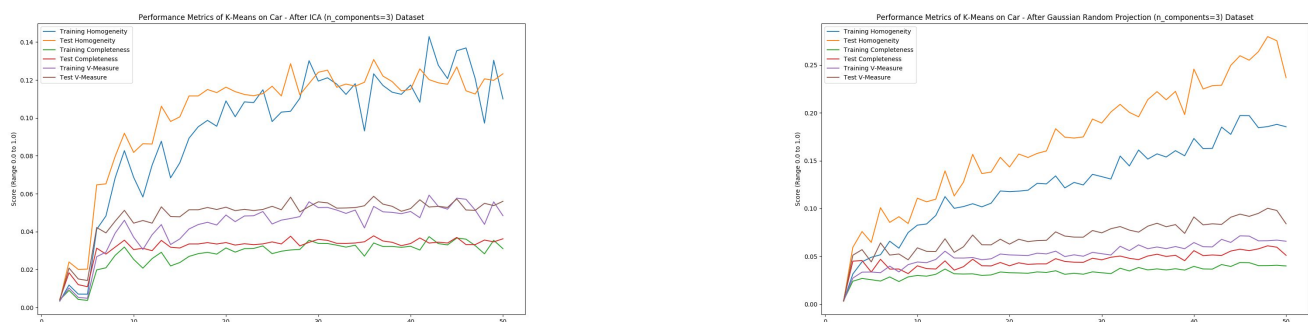 Performance Metrics of K-Means on Car - After ICA (n_components=3) Dataset
Training Homogeneity
Test Homogeneity
Training Completeness
Test Completeness
Training V-Measure
Test V-Measure
Score (Range 0.0 to 1.0)
0.14
0.12
0.10
0.08
0.06
0.04
0.02
0.00
0
10
20
30
40
50
Performance Metrics of K-Means on Car - After Gaussian Random Projection (n_components=3) Dataset
Training Homogeneity
Test Homogeneity
Training Completeness
Test Completeness
Training V-Measure
Test V-Measure
Score (Range 0.0 to 1.0)
0.25
0.20
0.15
0.10
0.05
0.00
0
10
20
30
40
50